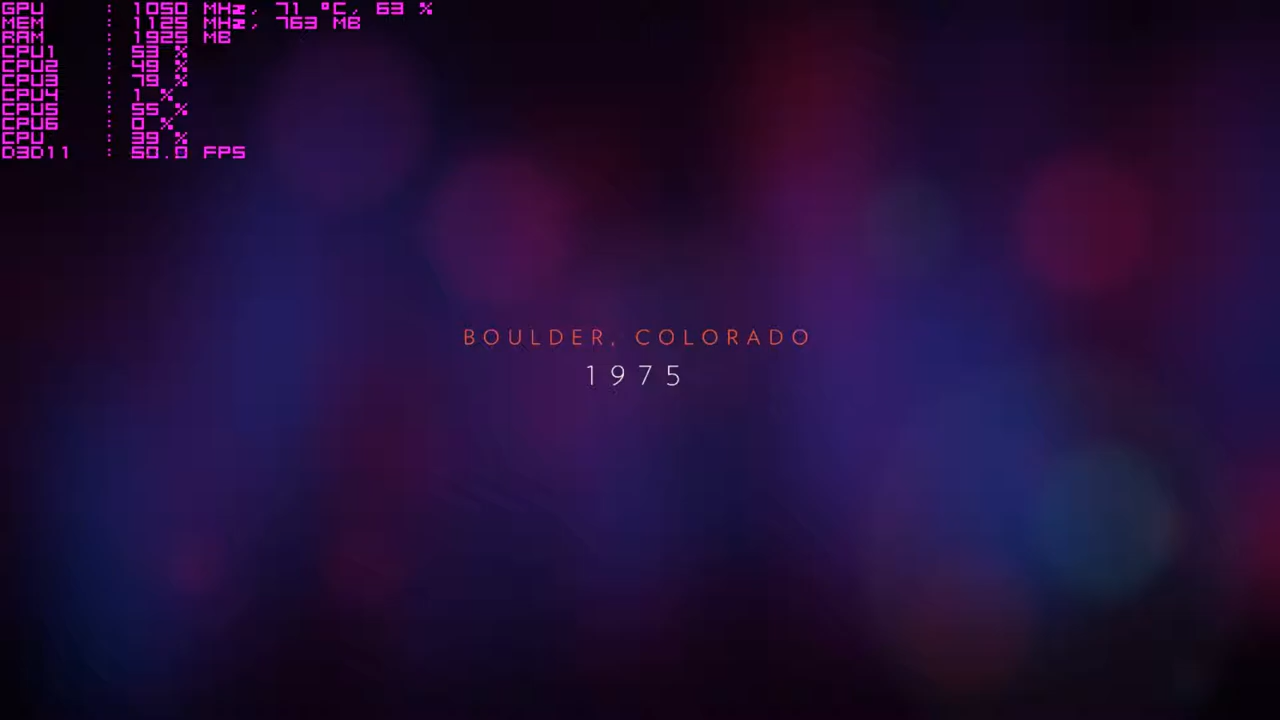 GPU : 1050 MHz, 71 °C, 63 %
MEM : 1125 MHz, 763 MB
RAM : 1925 MB
CPU1 : 53 %
CPU2 : 49 %
CPU3 : 79 %
CPU4 : 1 %
CPU5 : 55 %
CPU6 : 0 %
CPU : 39 %
D3D11 : 50.0 FPS
BOULDER, COLORADO
1975